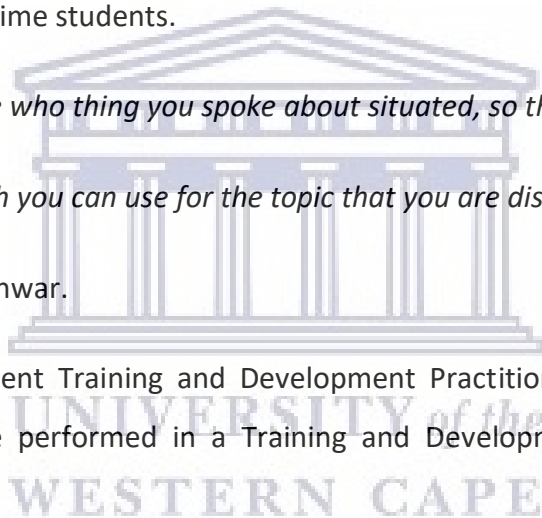 ime students.
who thing you spoke about situated, so th
you can use for the topic that you are dis
nwar.
ent Training and Development Practition
UNIVERSITY of the
performed in a Training and Developm
WESTERN CAPE